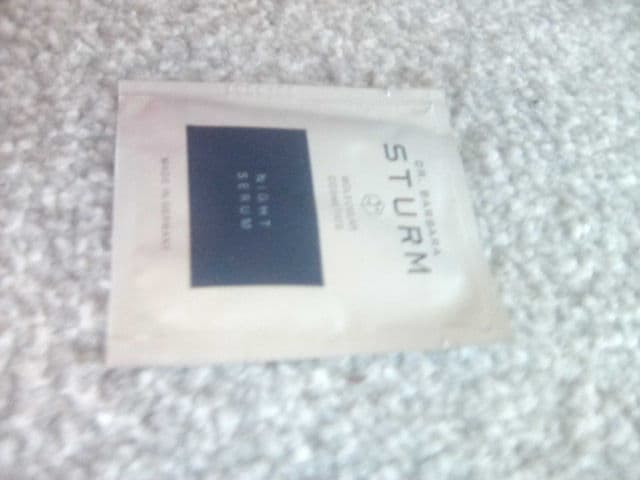 DR. BARBARA
STURM
MOLECULAR
COSMETICS
NIGHT
SERUM
MADE IN GERMANY